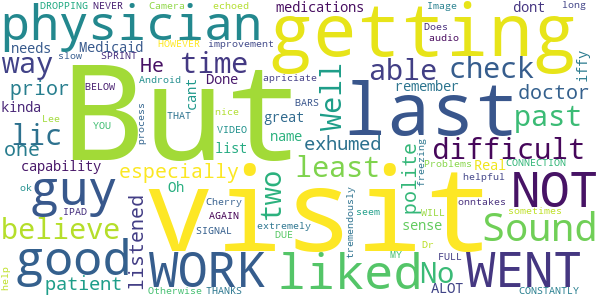 DROPPING NEVER Camera echoed medications dont Image long
physician getting
needs Medicaid HOWEVER improvement Does audio
way slow SPRINT He time able check iffy
prior BELOW Android Done apriciate well last remember doctor
kinda But cant BARS
lic Lee YOU process THAT nice VIDEO great name list exhumed past
one
capability especially Oh least polite freezing difficult
Problems Real CONNECTION
guy two visit helpful onntakes NOT
ok IPAD Cherry seem WILL sometimes
believe listened AGAIN SIGNAL extremely tremendously sense Sound
good WORK DUE liked MY Dr No FULL WENT
help patient Otherwise THANKS ALOT CONSTANTLY